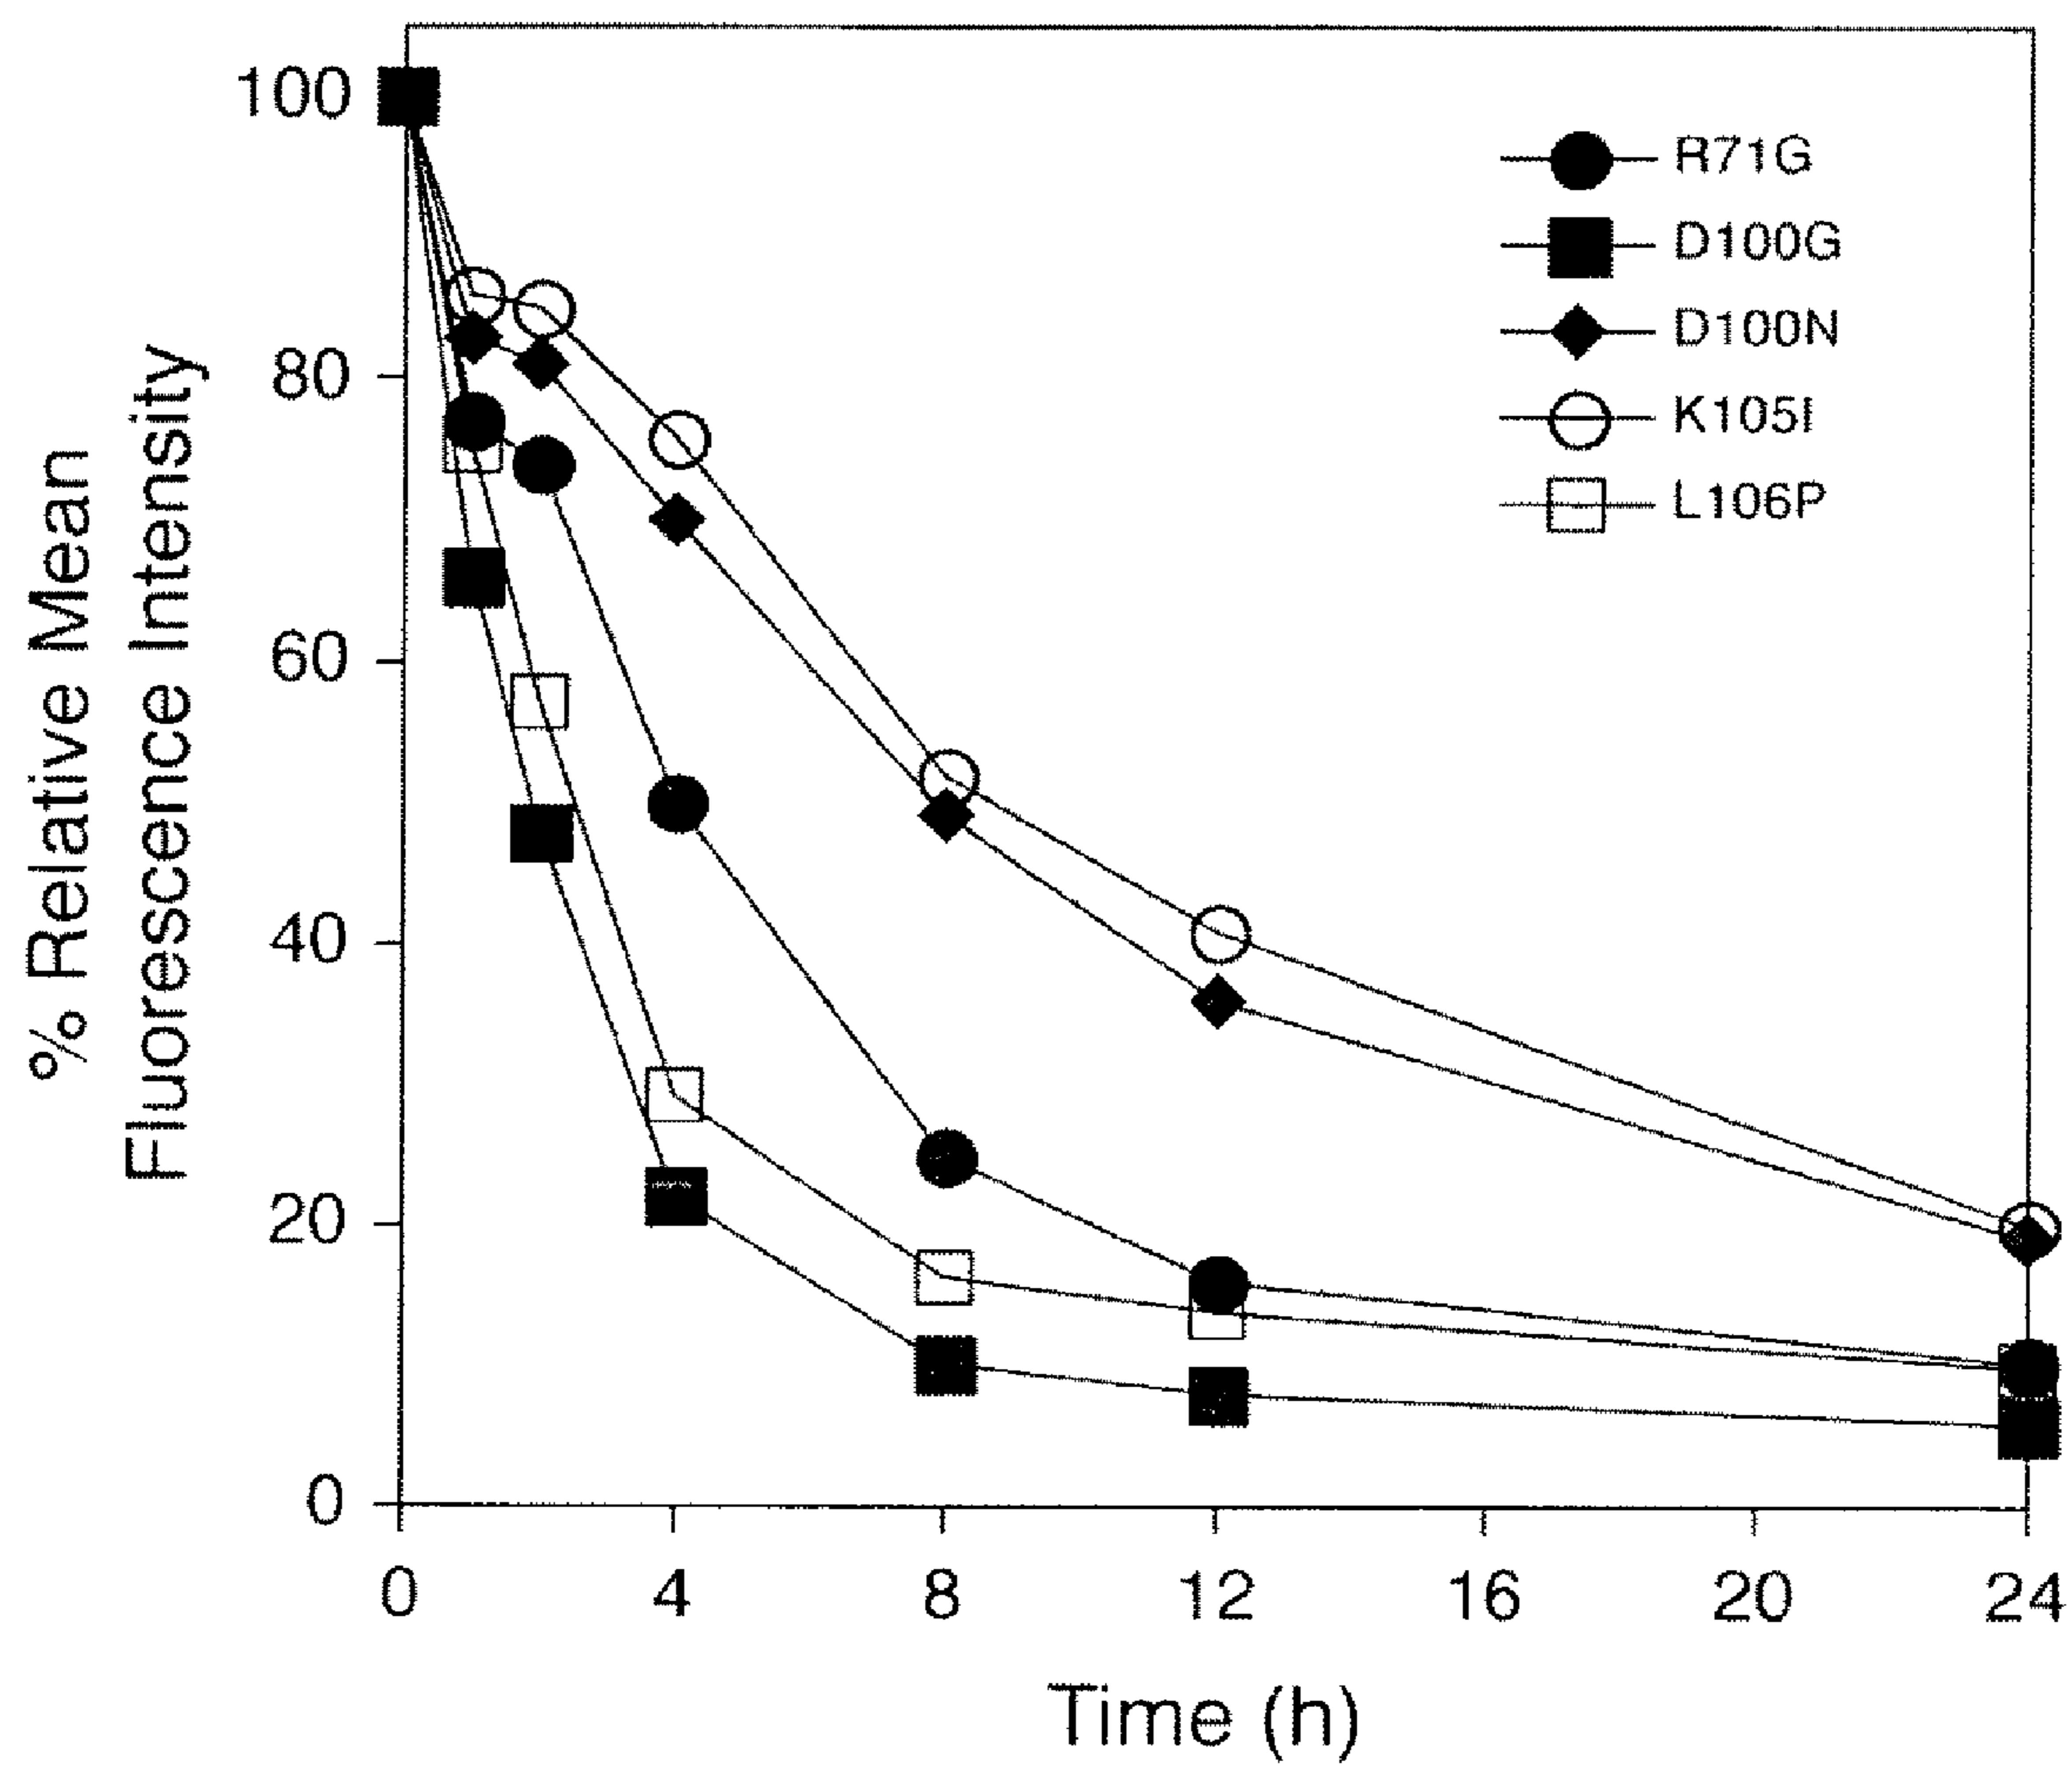 % Relative Mean
Fluorescence Intensity
100
80
60
40
20
0
R71G
D100G
D100N
K105I
L106P
0 4 8 12 16 20 24
Time (h)